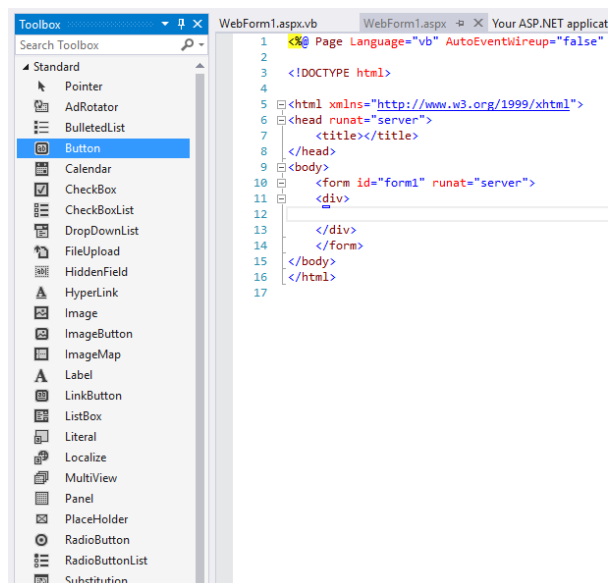 Toolbox
Search Toolbox
Standard
Pointer
AdRotator
BulletedList
Button
Calendar
CheckBox
CheckBoxList
DropDownList
FileUpload
HiddenField
HyperLink
Image
ImageButton
ImageMap
Label
LinkButton
ListBox
Literal
Localize
MultiView
Panel
PlaceHolder
RadioButton
RadioButtonList
Substitution
WebForm1.aspx.vb WebForm1.aspx Your ASP.NET applicat
1 <%@ Page Language="vb" AutoEventWireup="false"
2
3 <!DOCTYPE html>
4
5 <html xmlns="http://www.w3.org/1999/xhtml">
6 <head runat="server">
7 <title></title>
8 </head>
9 <body>
10 <form id="form1" runat="server">
11 <div>
12
13 </div>
14 </form>
15 </body>
16 </html>
17